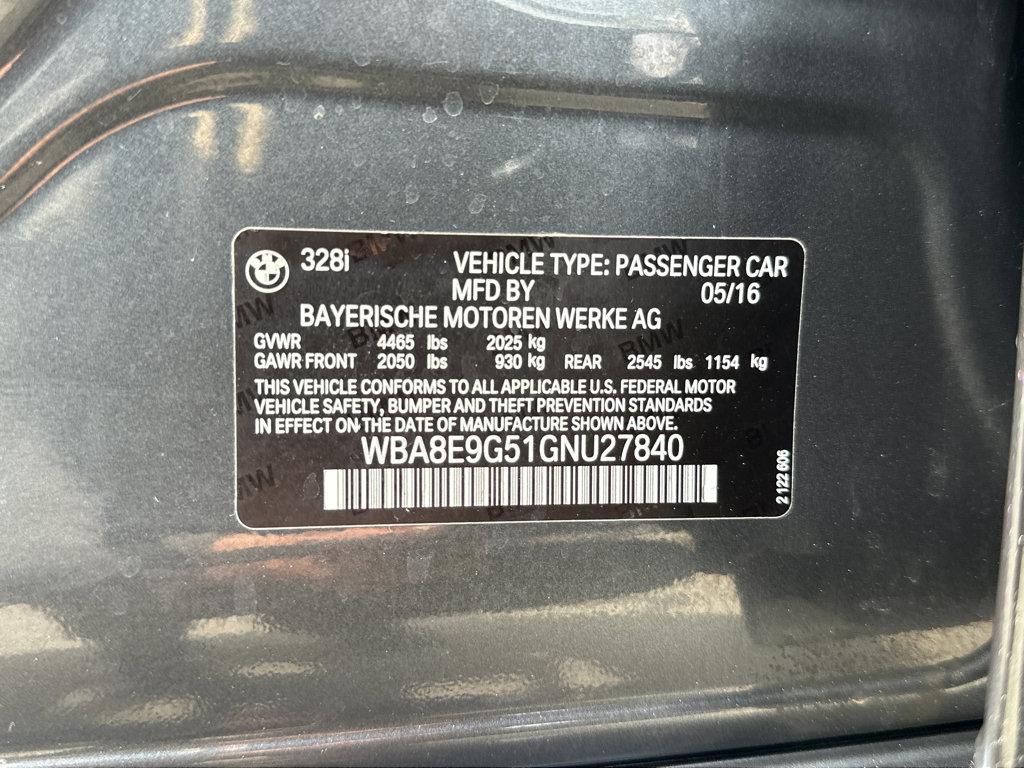 328i VEHICLE TYPE: PASSENGER CAR
MFD BY 05/16
BAYERISCHE MOTOREN WERKE AG
GVWR 4465 lbs 2025 kg
GAWR FRONT 2050 lbs 930 kg REAR 2545 lbs 1154 kg
THIS VEHICLE CONFORMS TO ALL APPLICABLE U.S. FEDERAL MOTOR
VEHICLE SAFETY, BUMPER AND THEFT PREVENTION STANDARDS
IN EFFECT ON THE DATE OF MANUFACTURE SHOWN ABOVE.
WBA8E9G51GNU27840
2 122 606